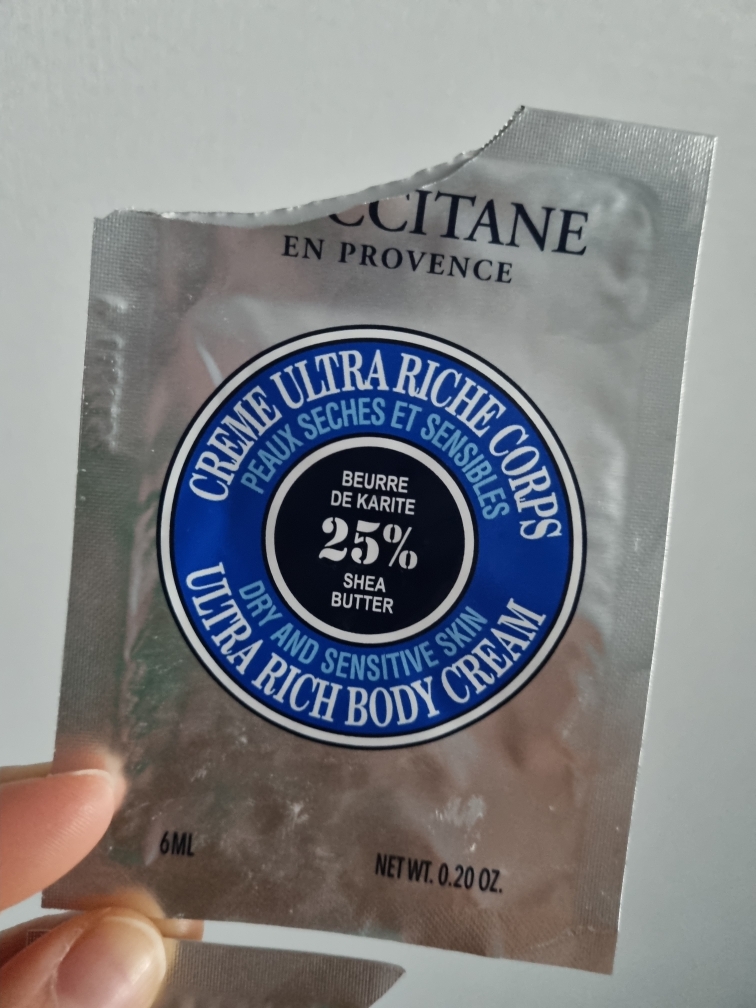 CCITANE
EN PROVENCE
CREME ULTRA RICHE CORPS
PEAUX SECHES ET SENSIBLES
BEURRE
DE KARITE
25%
SHEA
BUTTER
DRY AND SENSITIVE SKIN
ULTRA RICH BODY CREAM
6ML
NET WT. 0.20 OZ.